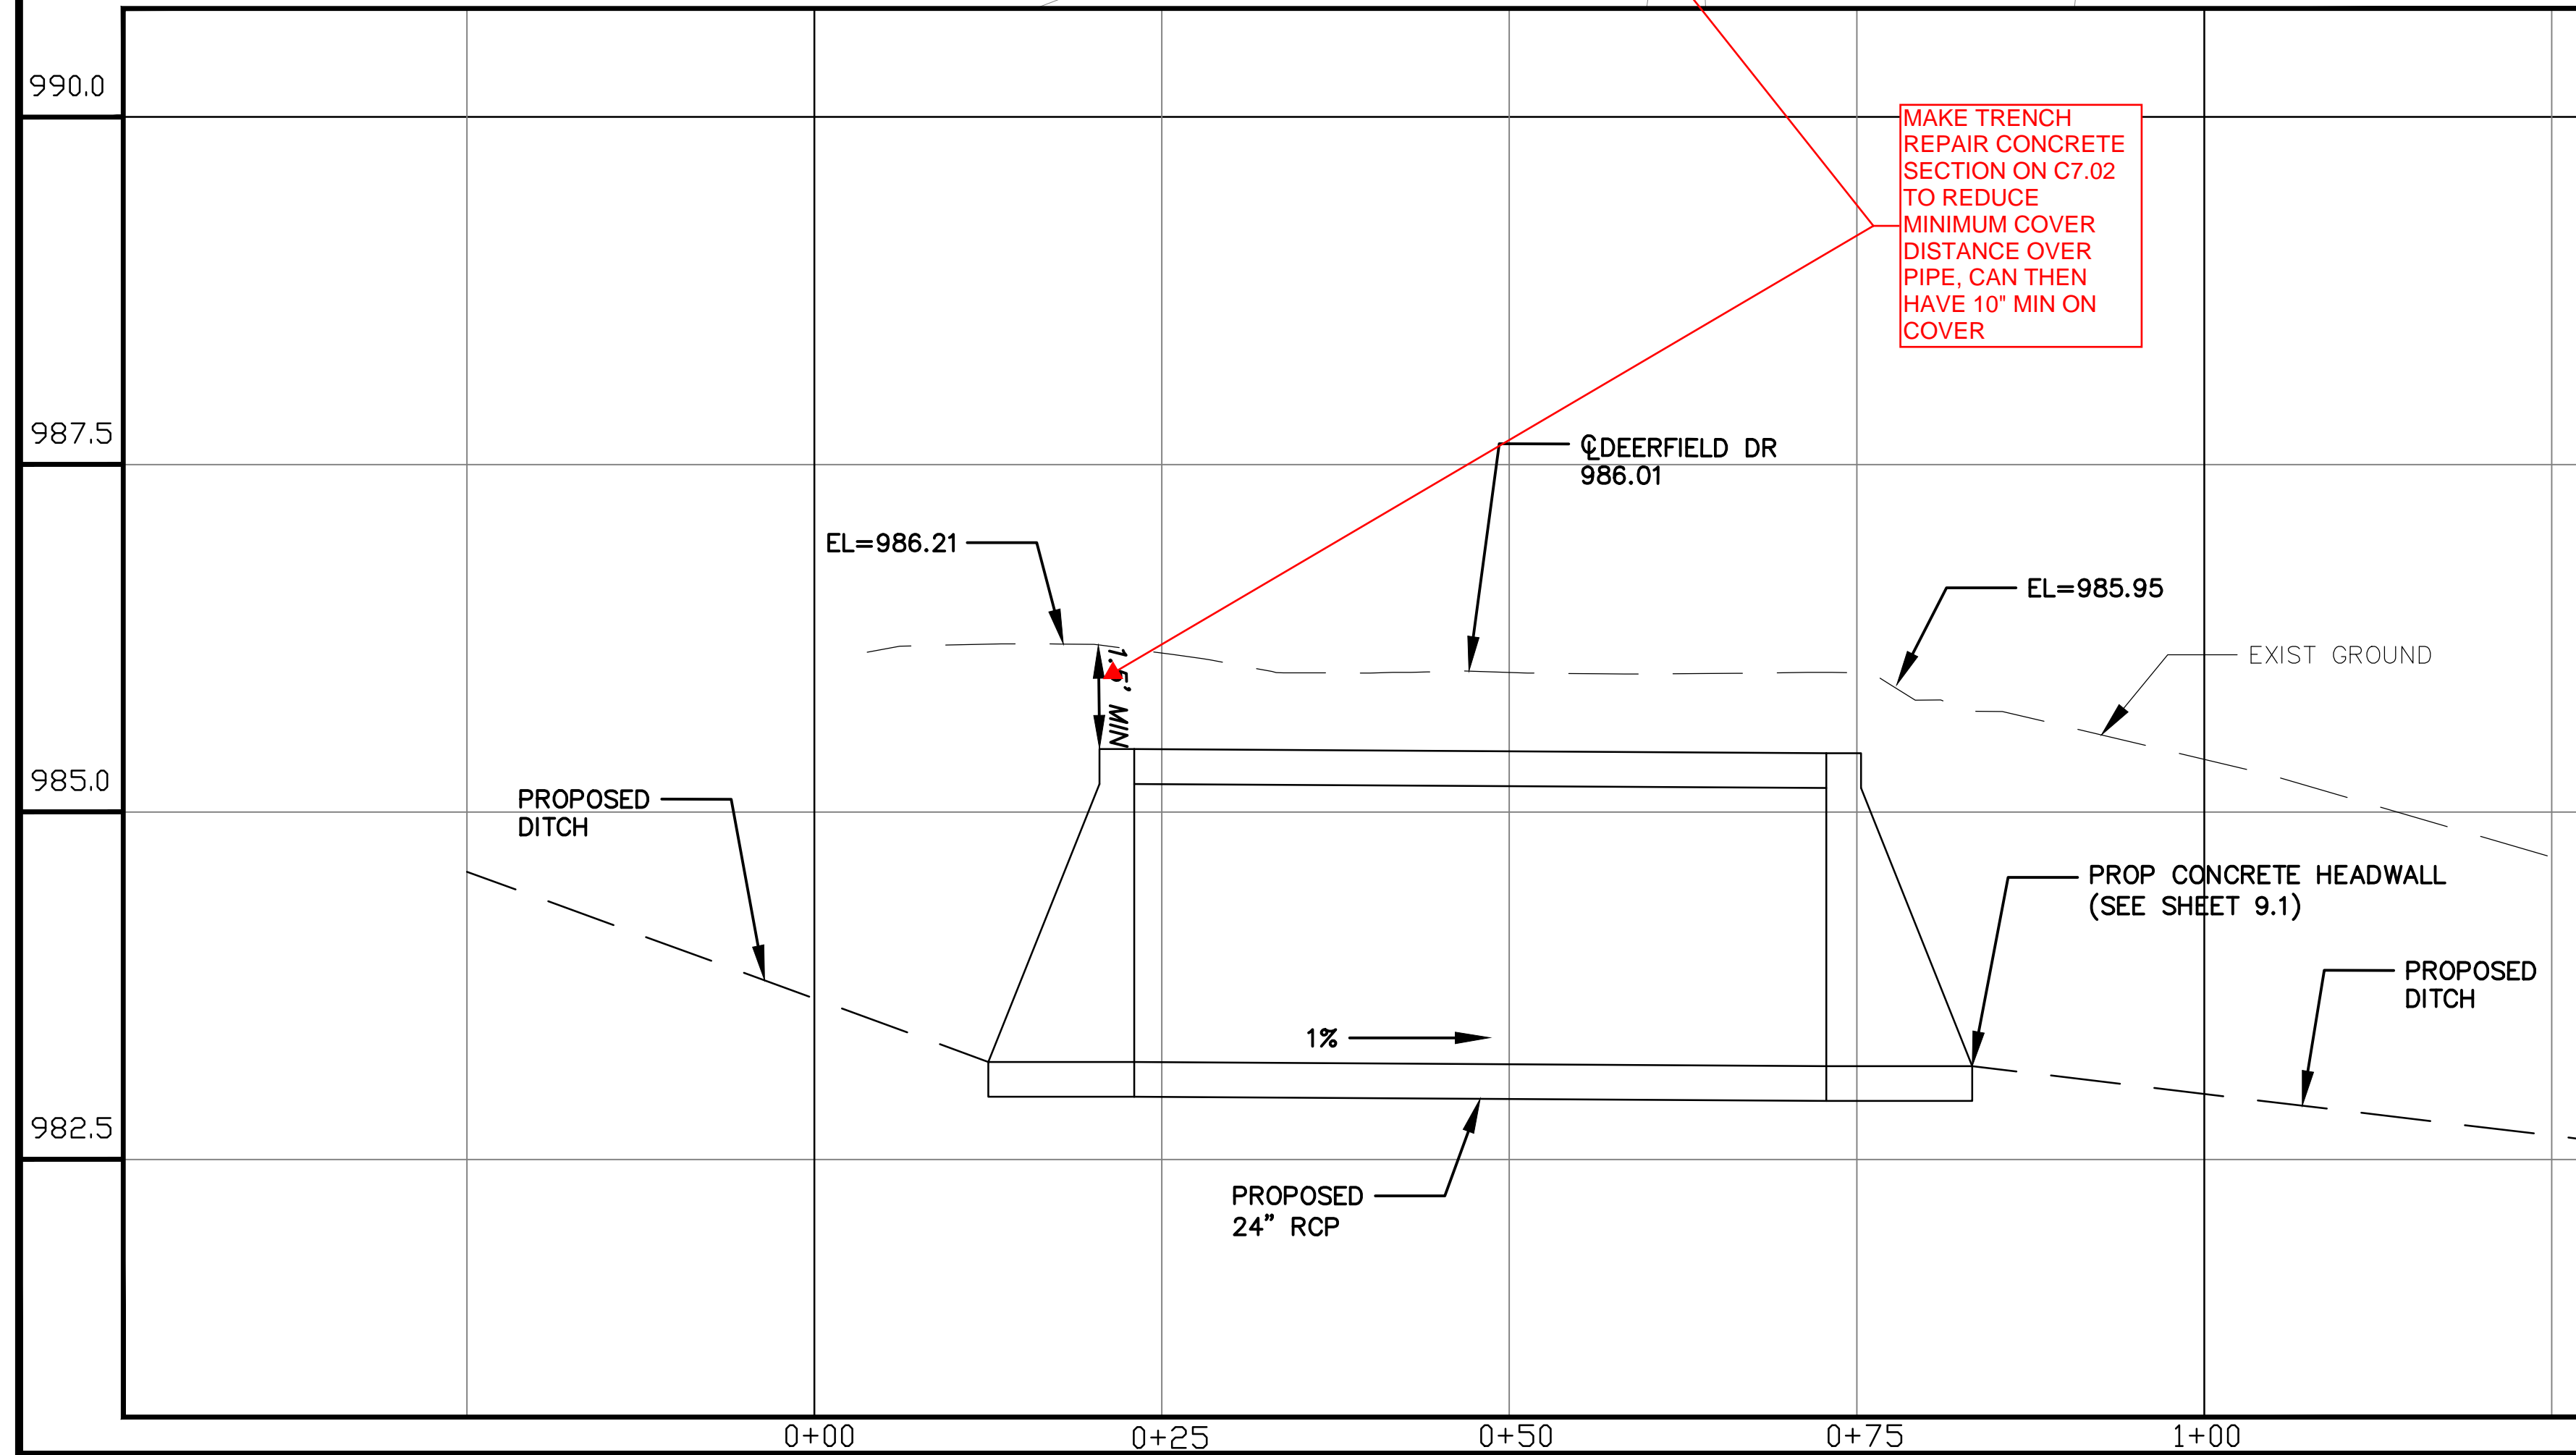 990.0
MAKE TRENCH
REPAIR CONCRETE
SECTION ON C7.02
TO REDUCE
MINIMUM COVER
DISTANCE OVER
PIPE, CAN THEN
HAVE 10" MIN ON
COVER
987.5
℄DEERFIELD DR
986.01
EL=986.21
EL=985.95
EXIST GROUND
1.5' MIN
985.0
PROPOSED
DITCH
PROP CONCRETE HEADWALL
(SEE SHEET 9.1)
PROPOSED
DITCH
1%
982.5
PROPOSED
24" RCP
0+00
0+25
0+50
0+75
1+00